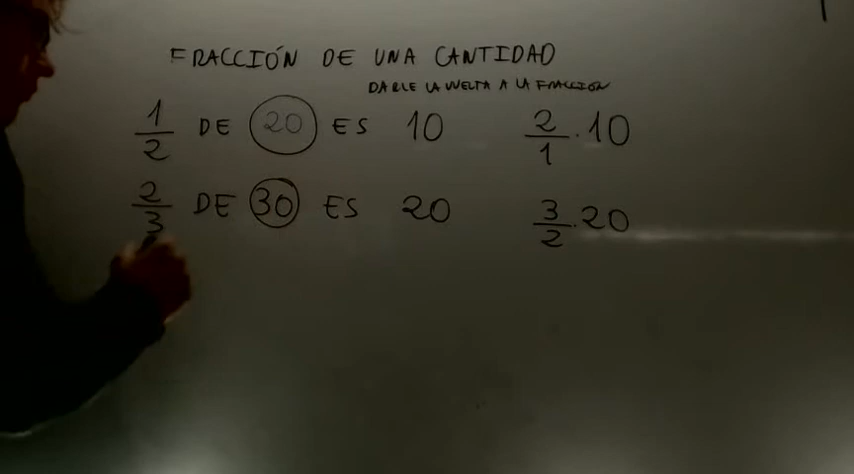 FRACCIÓN DE UNA CANTIDAD
DARLE LA VUELTA A LA FRACCIÓN
1/2 DE 20 ES 10 2/1 · 10
2/3 DE 30 ES 20 3/2 · 20